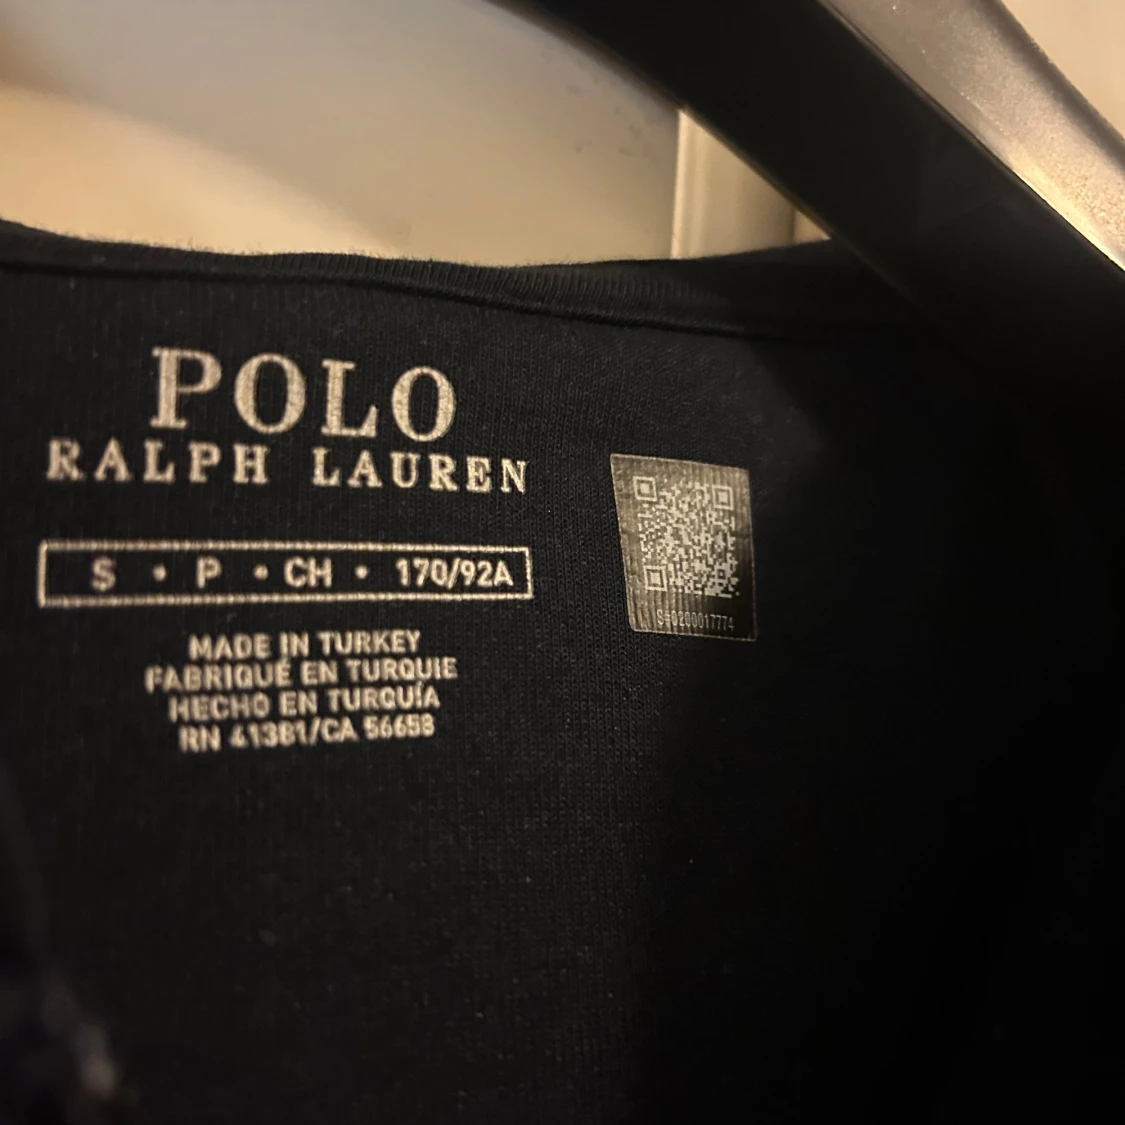 POLO
RALPH LAUREN
S • P • CH • 170/92A
MADE IN TURKEY
FABRIQUÉ EN TURQUIE
HECHO EN TURQUÍA
RN 41381/CA 56658